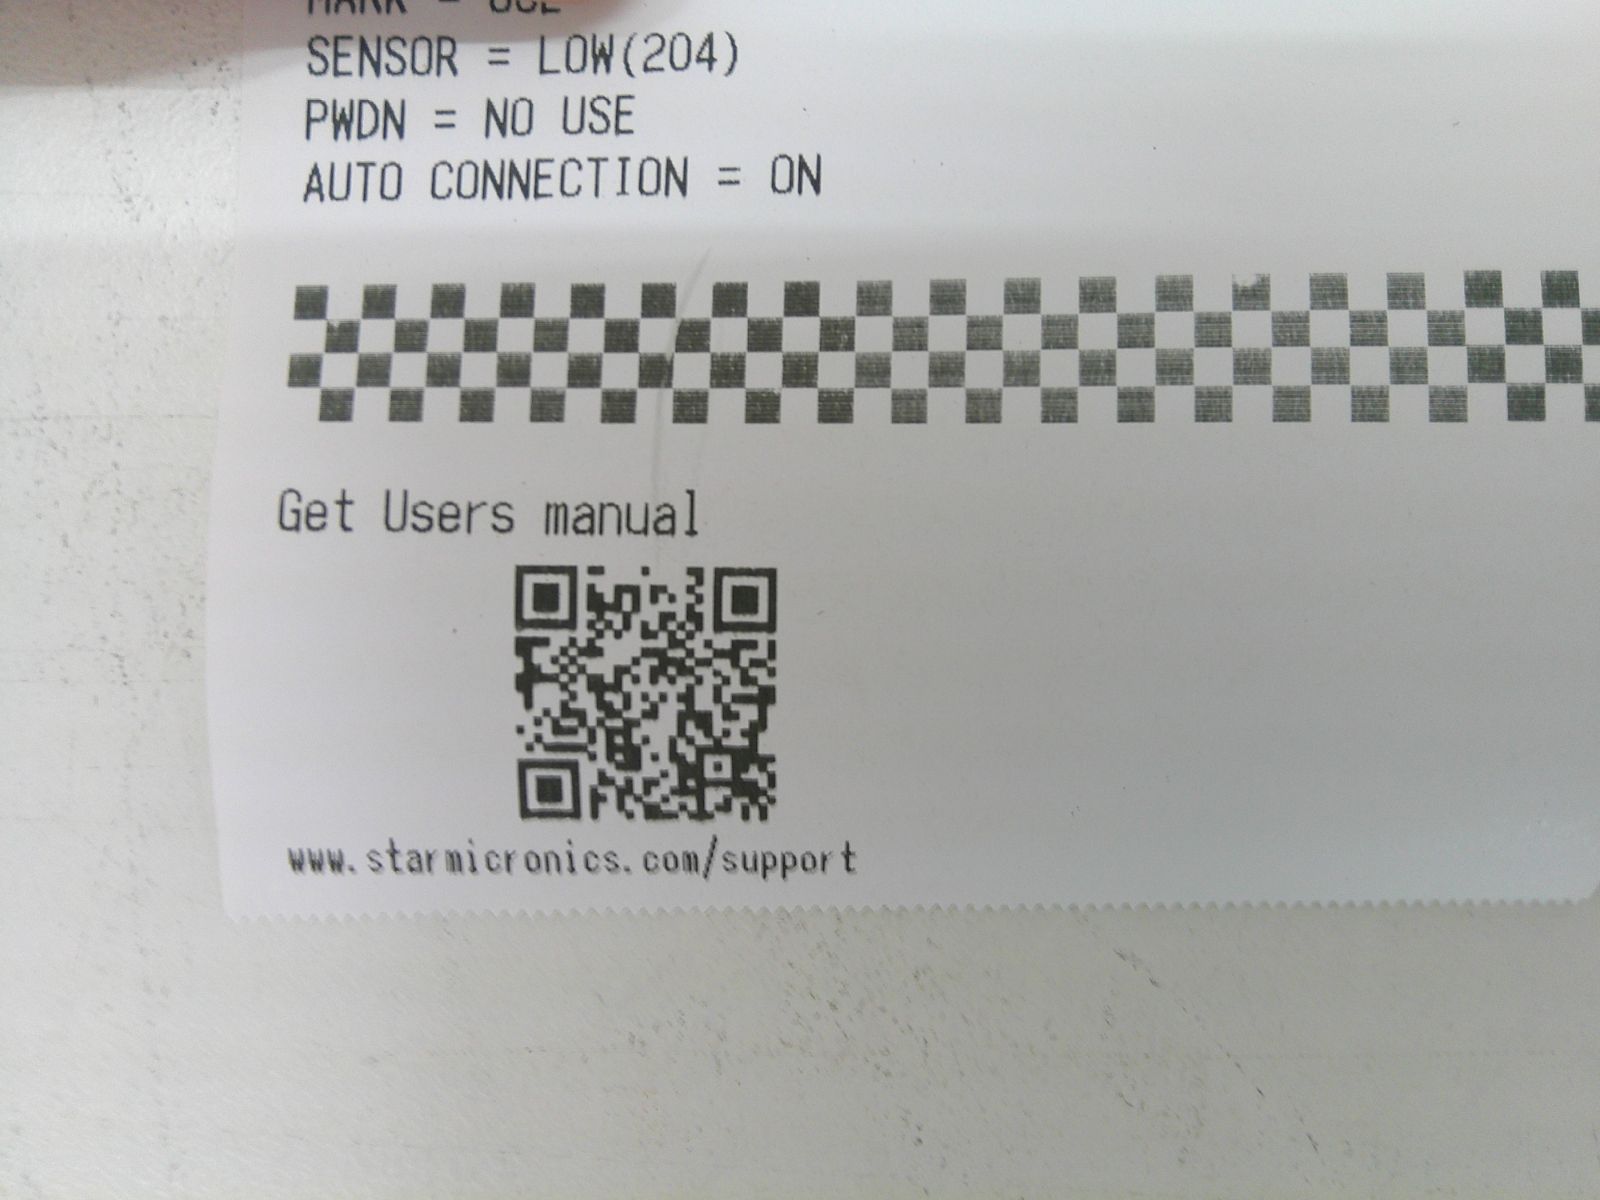 SENSOR = LOW(204)
PWDN = NO USE
AUTO CONNECTION = ON
Get Users manual
www.starmicronics.com/support